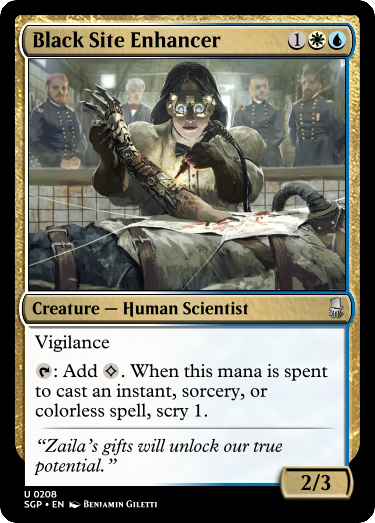 Black Site Enhancer 1
Creature — Human Scientist
Vigilance
: Add . When this mana is spent
to cast an instant, sorcery, or
colorless spell, scry 1.
“Zaila’s gifts will unlock our true
potential.”
2/3
U 0208
SGP • EN Benjamin Giletti